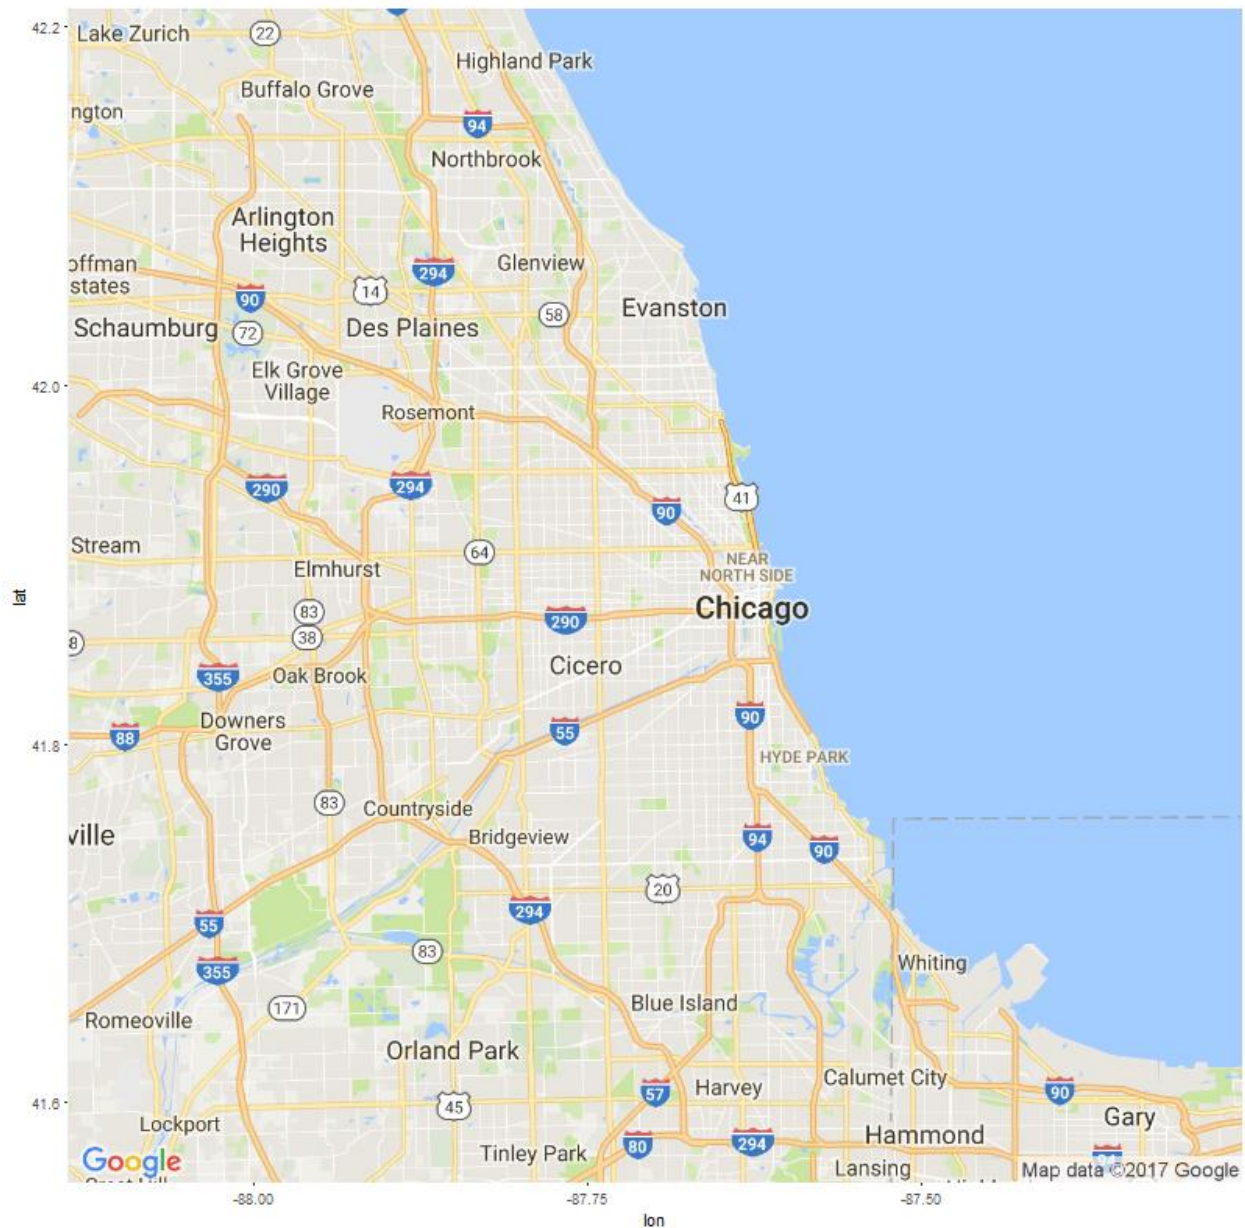 42.2
Lake Zurich
22
Highland Park
Buffalo Grove
ngton
94
Northbrook
Arlington
Heights
offman
states
294
Glenview
90
14
58
Evanston
Schaumburg
72
Des Plaines
Elk Grove
Village
42.0
Rosemont
290
294
41
90
Stream
64
NEAR
NORTH SIDE
Elmhurst
lat
83
Chicago
290
38
8
Cicero
355
Oak Brook
90
Downers
Grove
88
55
41.8
HYDE PARK
83
Countryside
ville
Bridgeview
94
90
20
294
55
83
Whiting
355
171
Blue Island
Romeoville
Orland Park
Calumet City
57
Harvey
90
41.6
45
Gary
Lockport
Hammond
80
294
Tinley Park
Google
Lansing
94
Map data ©2017 Google
-88.00
-87.75
-87.50
lon